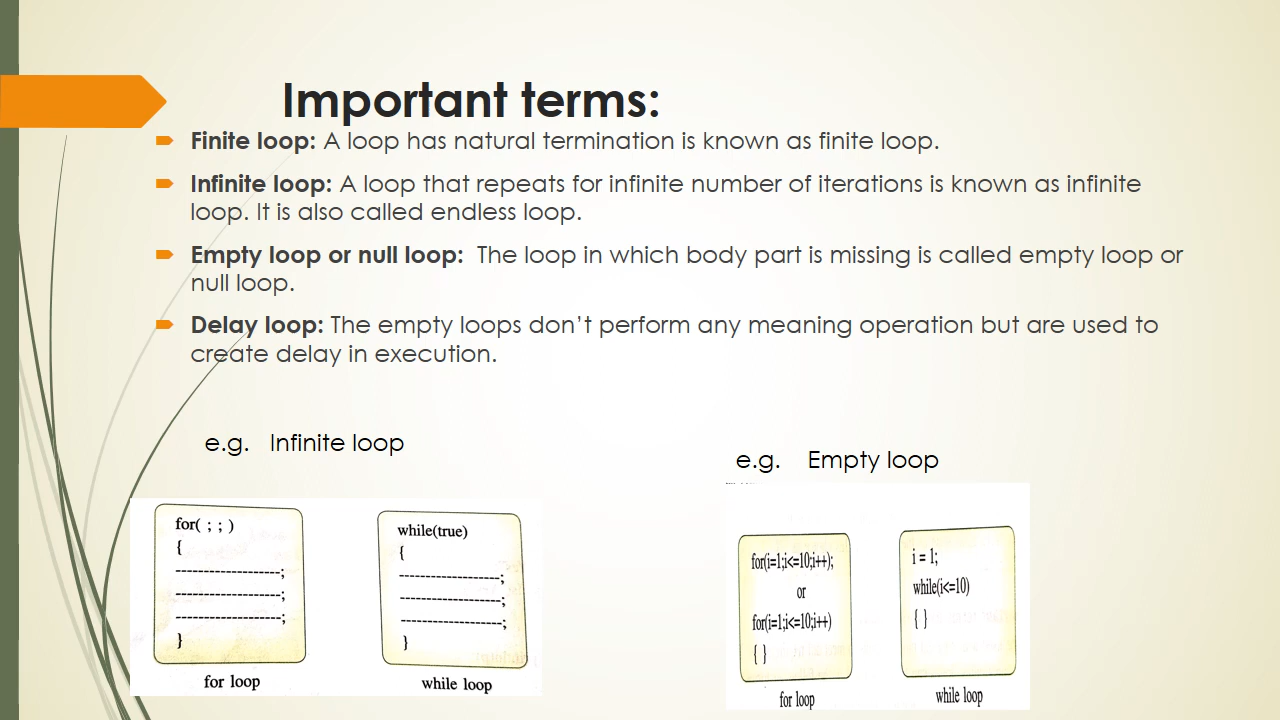 Important terms:
Finite loop: A loop has natural termination is known as finite loop.
Infinite loop: A loop that repeats for infinite number of iterations is known as infinite
loop. It is also called endless loop.
Empty loop or null loop:  The loop in which body part is missing is called empty loop or
null loop.
Delay loop: The empty loops don’t perform any meaning operation but are used to
create delay in execution.
e.g.   Infinite loop
for( ; ; )
{
--------------------;
--------------------;
--------------------;
}
for loop
while(true)
{
-------------------;
-------------------;
-------------------;
}
while loop
e.g.    Empty loop
for(i=1;i<=10;i++);
or
for(i=1;i<=10;i++)
{ }
for loop
i = 1;
while(i<=10)
{ }
while loop